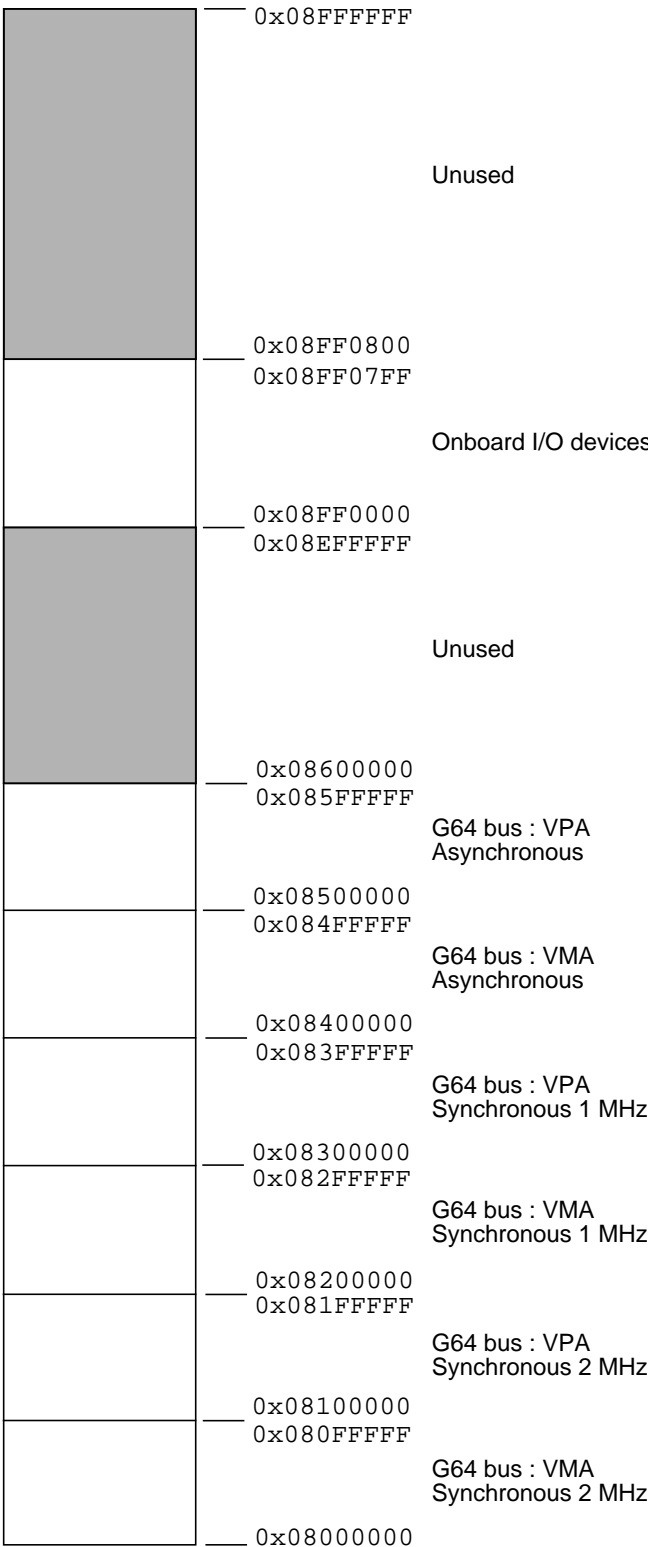 0x08FFFFFF
Unused
0x08FF0800
0x08FF07FF
Onboard I/O devices
0x08FF0000
0x08EFFFFF
Unused
0x08600000
0x085FFFFF
G64 bus : VPA
Asynchronous
0x08500000
0x084FFFFF
G64 bus : VMA
Asynchronous
0x08400000
0x083FFFFF
G64 bus : VPA
Synchronous 1 MHz
0x08300000
0x082FFFFF
G64 bus : VMA
Synchronous 1 MHz
0x08200000
0x081FFFFF
G64 bus : VPA
Synchronous 2 MHz
0x08100000
0x080FFFFF
G64 bus : VMA
Synchronous 2 MHz
0x08000000